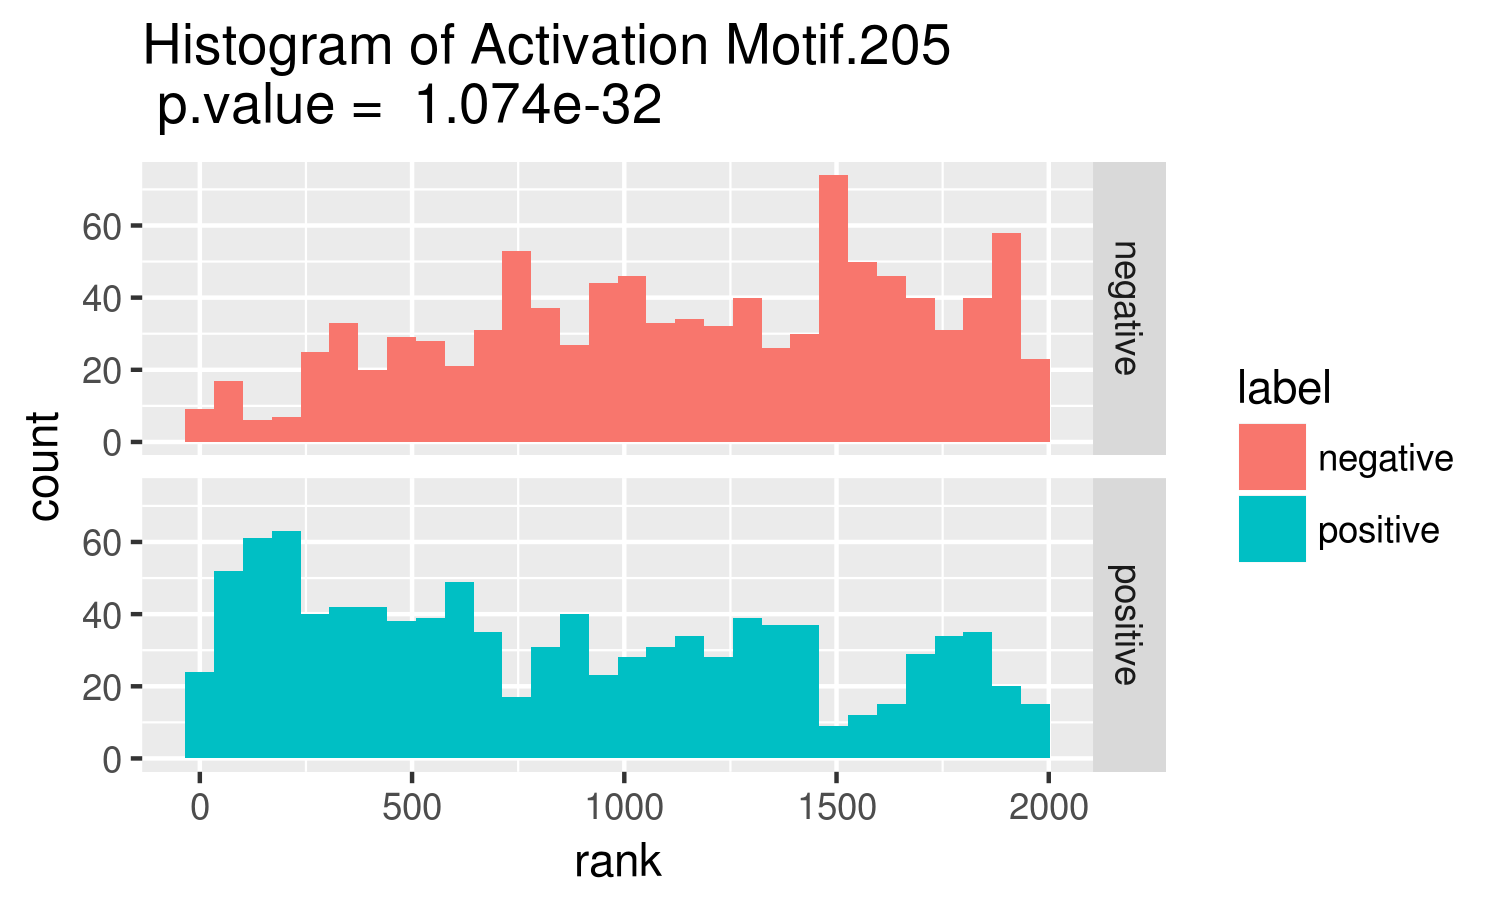 Histogram of Activation Motif.205
p.value = 1.074e-32
count
60
40
20
0
negative
60
40
20
0
positive
0 500 1000 1500 2000
rank
label
negative
positive